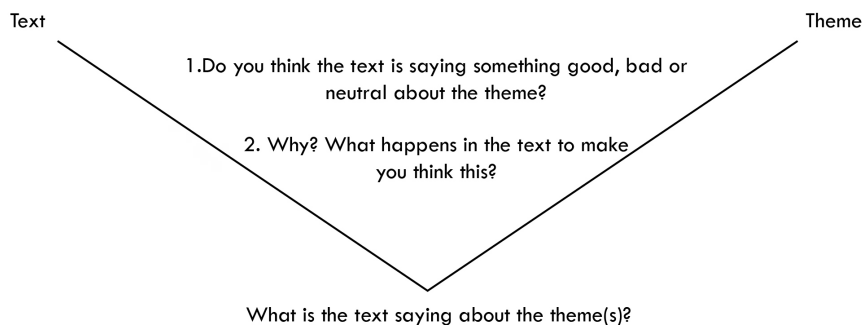 Text
Theme
1.Do you think the text is saying something good, bad or
neutral about the theme?
2. Why? What happens in the text to make
you think this?
What is the text saying about the theme(s)?